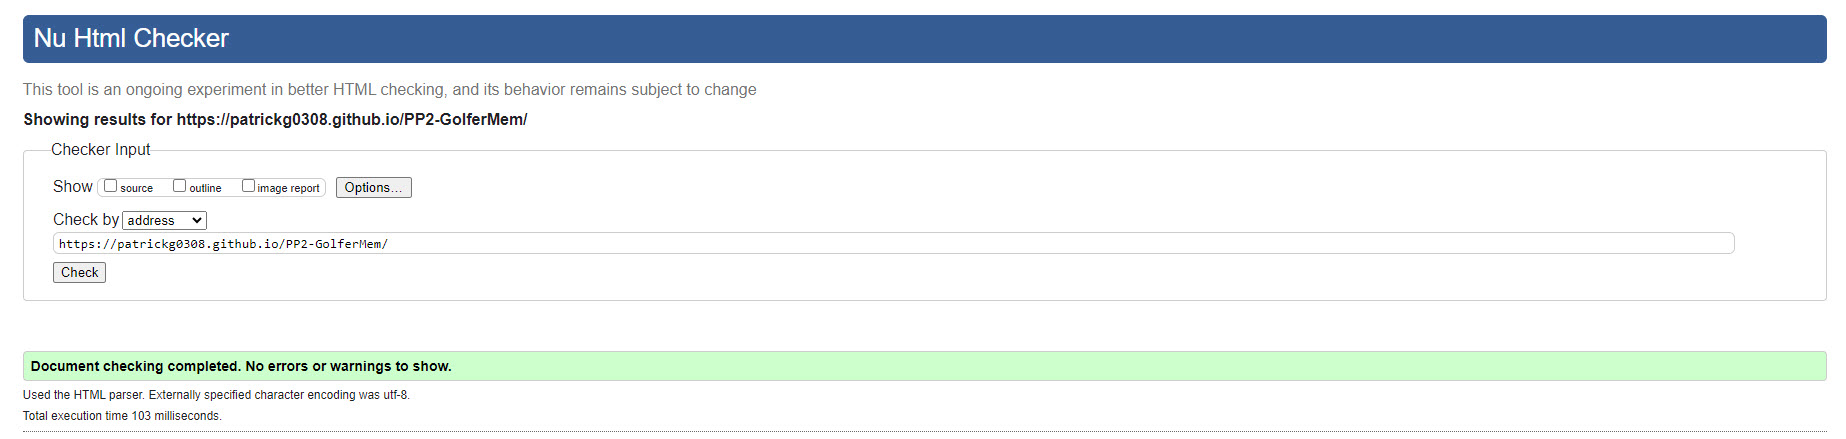 Nu Html Checker
This tool is an ongoing experiment in better HTML checking, and its behavior remains subject to change
Showing results for https://patrickg0308.github.io/PP2-GolferMem/
Checker Input
Show source outline image report Options...
Check by address
https://patrickg0308.github.io/PP2-GolferMem/
Check
Document checking completed. No errors or warnings to show.
Used the HTML parser. Externally specified character encoding was utf-8.
Total execution time 103 milliseconds.